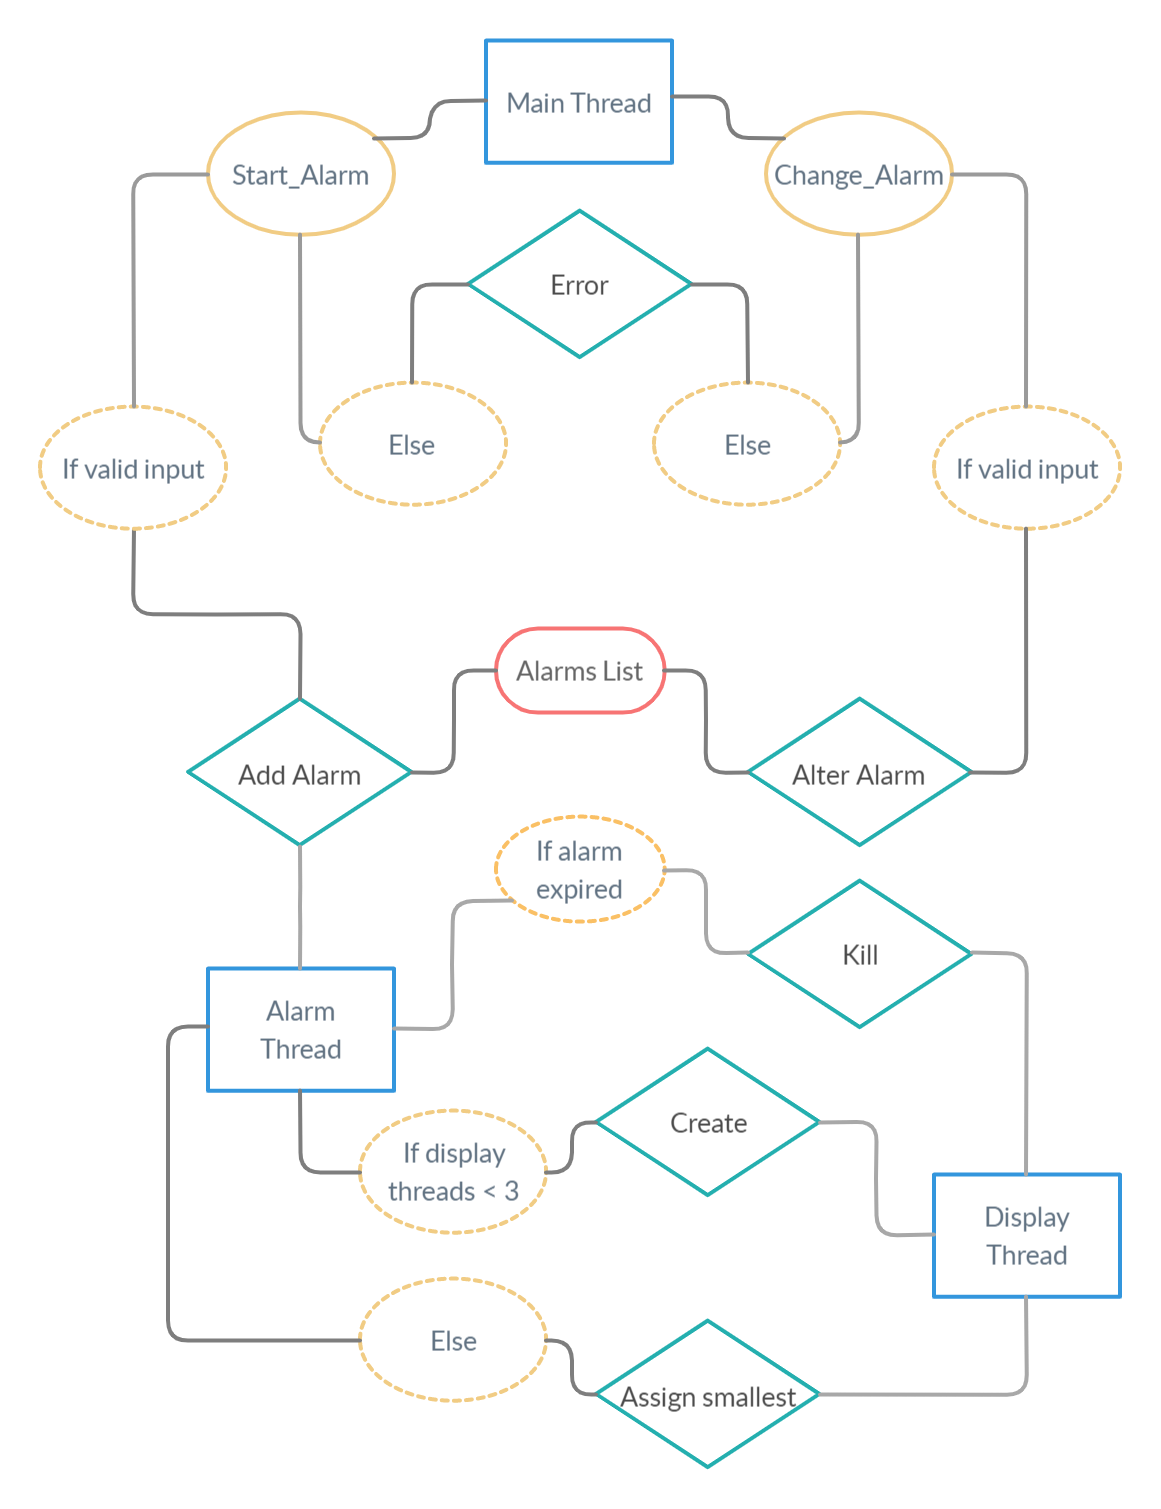 Main Thread
Start_Alarm
Change_Alarm
Error
Else
Else
If valid input
If valid input
Alarms List
Add Alarm
Alter Alarm
If alarm
expired
Kill
Alarm
Thread
Create
If display
threads < 3
Display
Thread
Else
Assign smallest